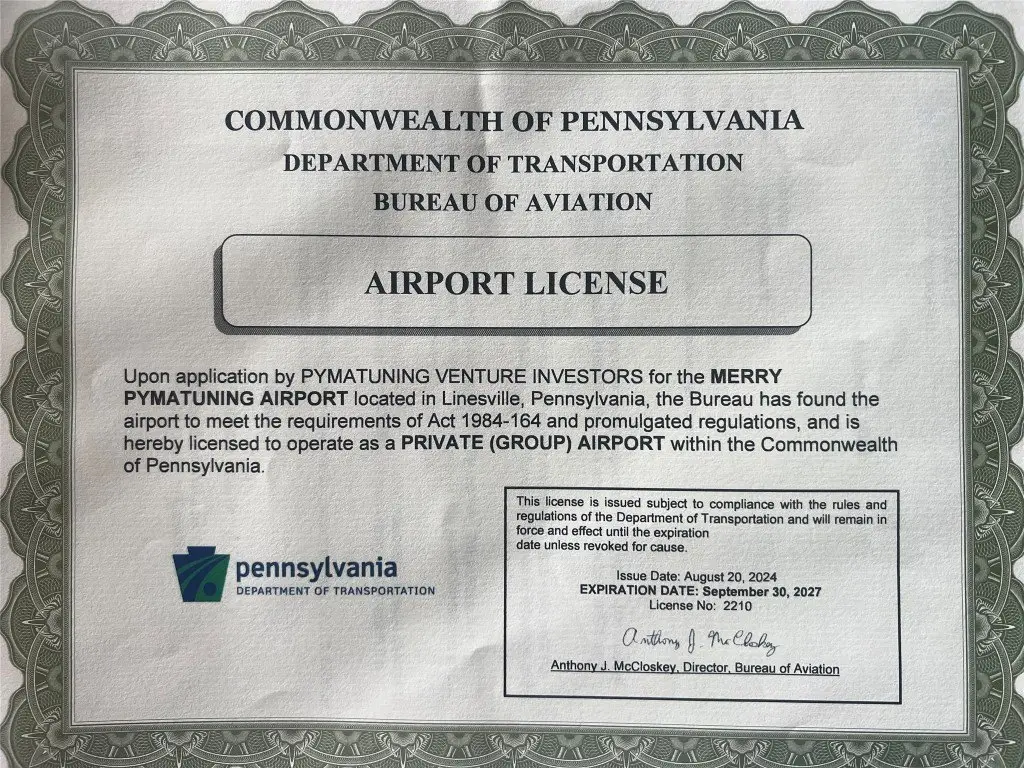 COMMONWEALTH OF PENNSYLVANIA
DEPARTMENT OF TRANSPORTATION
BUREAU OF AVIATION
AIRPORT LICENSE
Upon application by PYMATUNING VENTURE INVESTORS for the MERRY
PYMATUNING AIRPORT located in Linesville, Pennsylvania, the Bureau has found the
airport to meet the requirements of Act 1984-164 and promulgated regulations, and is
hereby licensed to operate as a PRIVATE (GROUP) AIRPORT within the Commonwealth
of Pennsylvania.
pennsylvania
DEPARTMENT OF TRANSPORTATION
This license is issued subject to compliance with the rules and
regulations of the Department of Transportation and will remain in
force and effect until the expiration
date unless revoked for cause.
Issue Date: August 20, 2024
EXPIRATION DATE: September 30, 2027
License No: 2210
Anthony J. McCloskey
Anthony J. McCloskey, Director, Bureau of Aviation